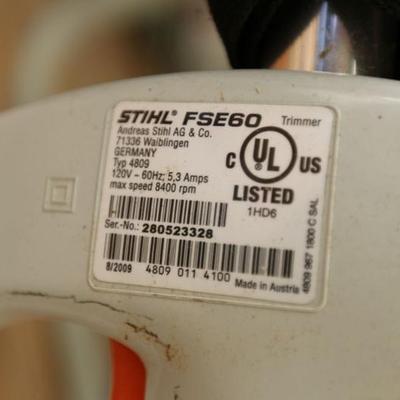 STIHL® FSE60 Trimmer
Andreas Stihl AG & Co.
71336 Waiblingen
GERMANY
Typ 4809
120V – 60Hz; 5,3 Amps
max speed 8400 rpm
C UL US
®
LISTED
1HD6
Ser.-No.: 280523328
8/2009 4809 011 4100
Made in Austria
4809 967 1800 C SAL